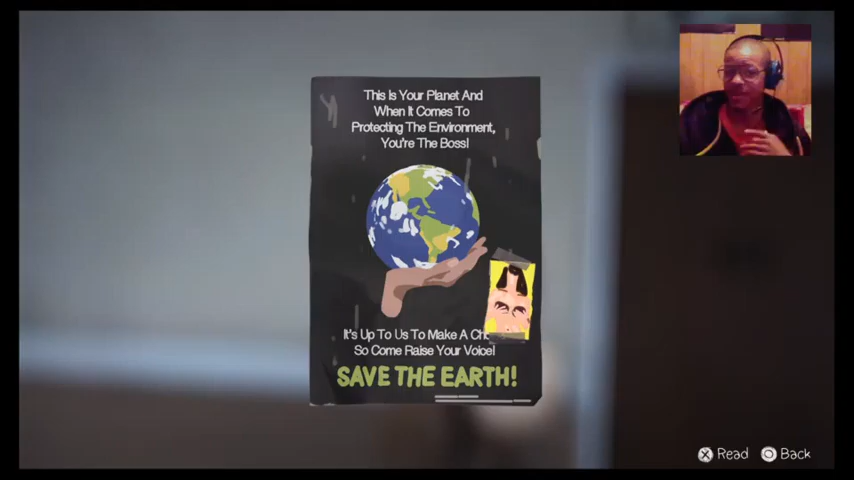 This Is Your Planet And
When It Comes To
Protecting The Environment,
You're The Boss!
It's Up To Us To Make A
So Come Raise Your Voice!
SAVE THE EARTH!
Read
Back